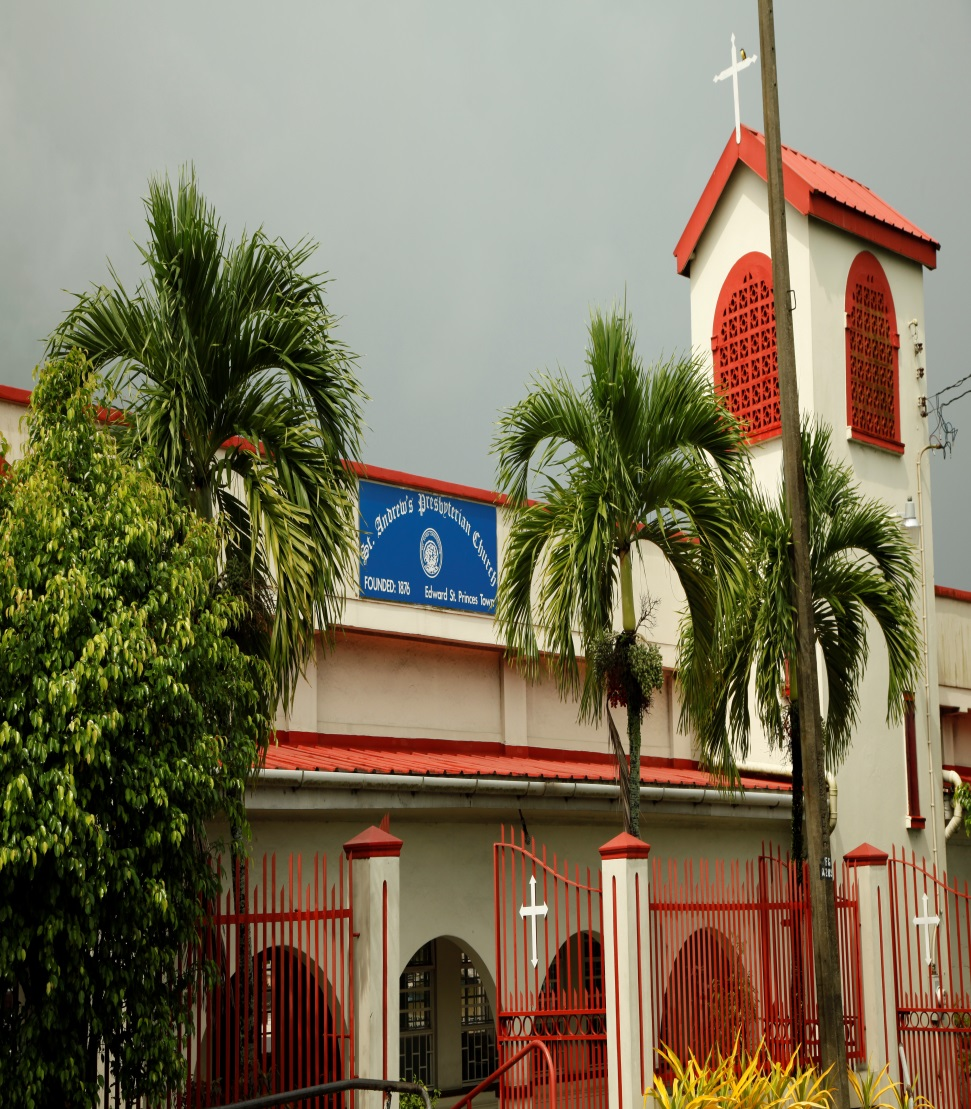 St. Andrew's Presbyterian Church
FOUNDED: 1876 Edward St. Princes Town